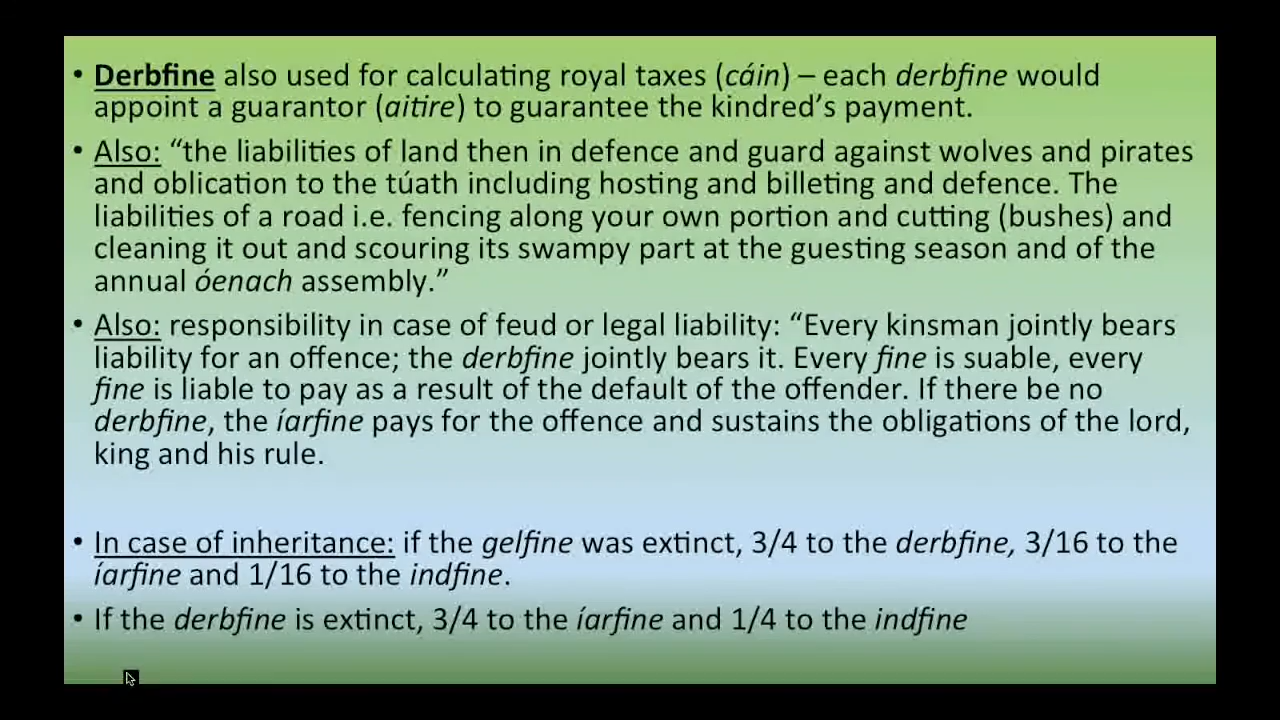 • Derbfine also used for calculating royal taxes (cáin) – each derbfine would
appoint a guarantor (aitire) to guarantee the kindred’s payment.
• Also: “the liabilities of land then in defence and guard against wolves and pirates
and oblication to the túath including hosting and billeting and defence. The
liabilities of a road i.e. fencing along your own portion and cutting (bushes) and
cleaning it out and scouring its swampy part at the guesting season and of the
annual óenach assembly.”
• Also: responsibility in case of feud or legal liability: “Every kinsman jointly bears
liability for an offence; the derbfine jointly bears it. Every fine is suable, every
fine is liable to pay as a result of the default of the offender. If there be no
derbfine, the íarfine pays for the offence and sustains the obligations of the lord,
king and his rule.
• In case of inheritance: if the gelfine was extinct, 3/4 to the derbfine, 3/16 to the
íarfine and 1/16 to the indfine.
• If the derbfine is extinct, 3/4 to the íarfine and 1/4 to the indfine